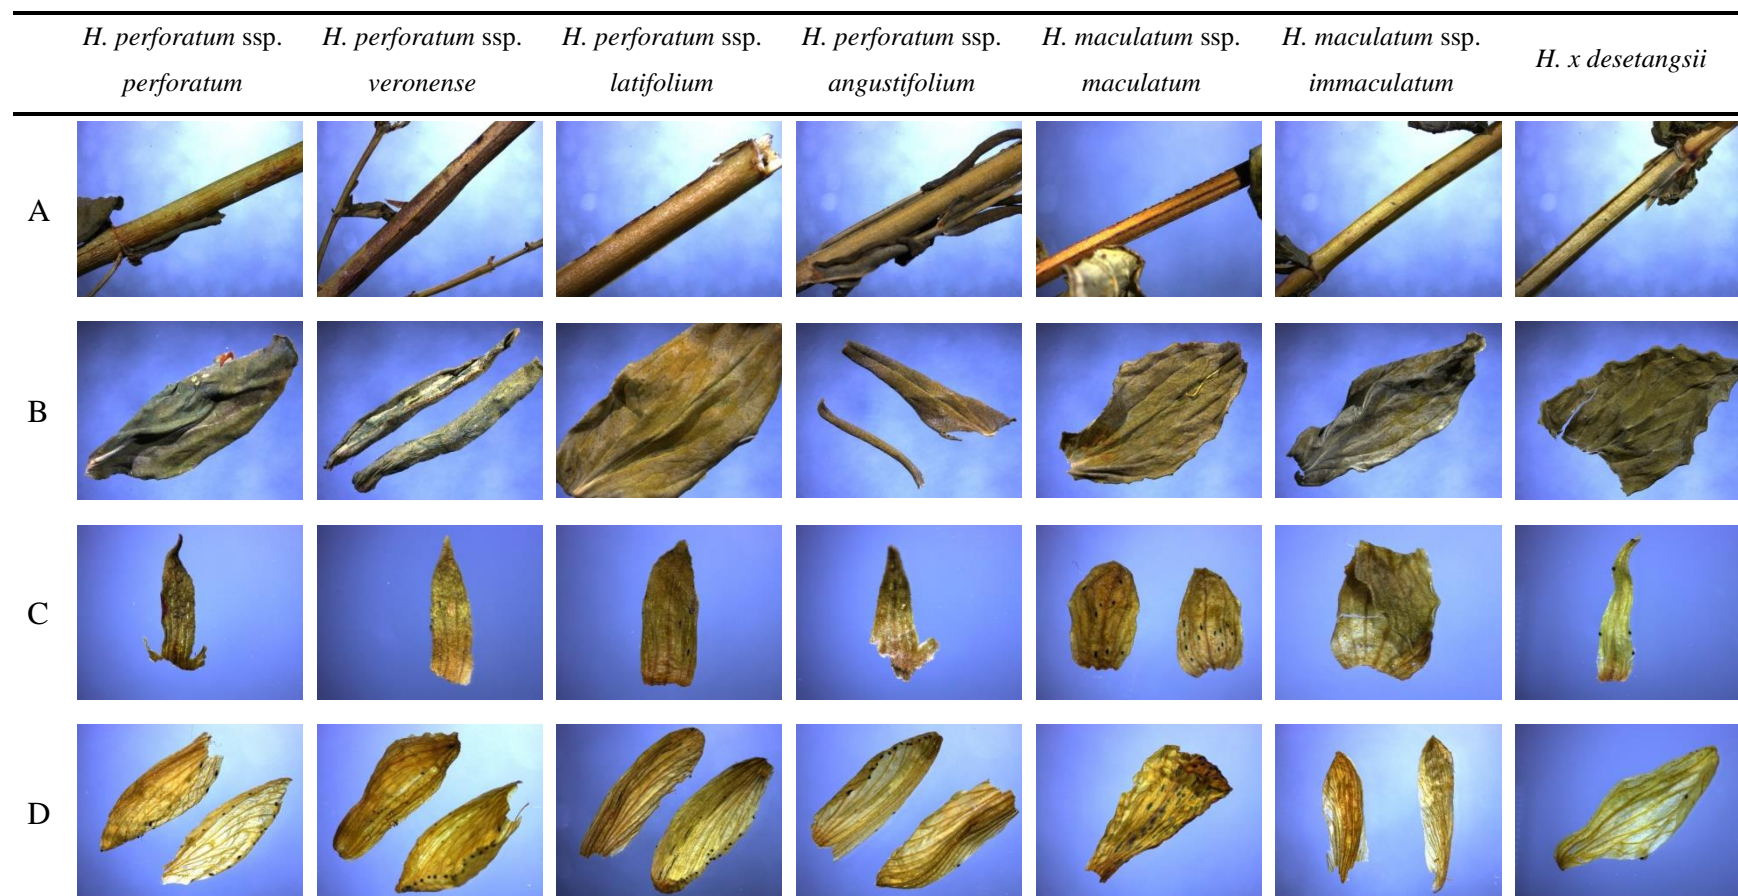 H. perforatum ssp. perforatum
H. perforatum ssp. veronense
H. perforatum ssp. latifolium
H. perforatum ssp. angustifolium
H. maculatum ssp. maculatum
H. maculatum ssp. immaculatum
H. x desetangsii
A
B
C
D